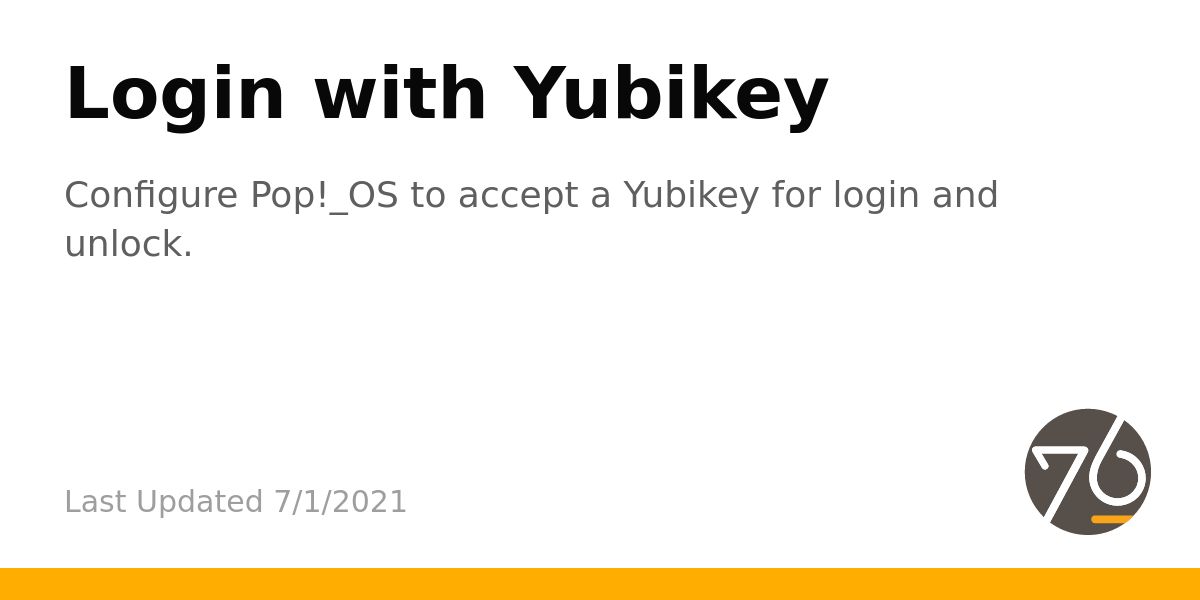 Login with Yubikey
Configure Pop!_OS to accept a Yubikey for login and
unlock.
Last Updated 7/1/2021
76